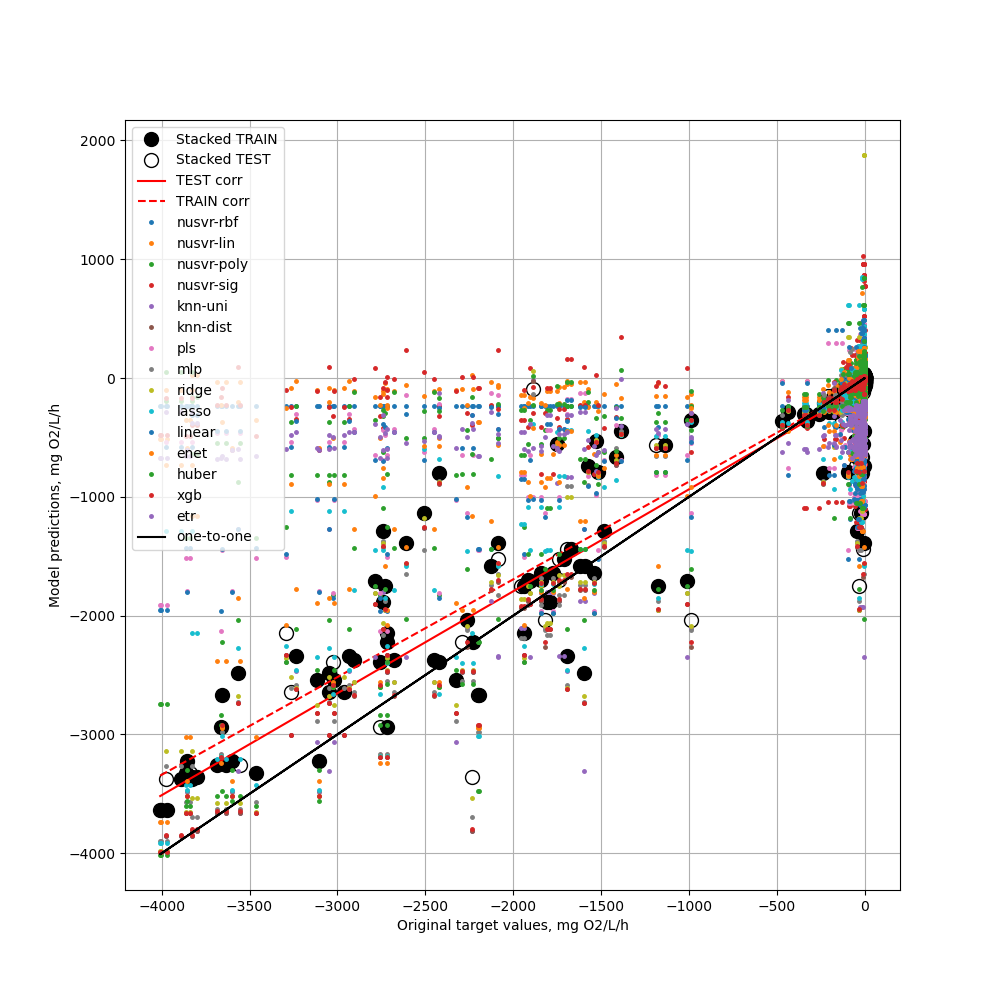 2000
1000
0
−1000
−2000
−3000
−4000
Model predictions, mg O2/L/h
Stacked TRAIN
Stacked TEST
TEST corr
TRAIN corr
nusvr-rbf
nusvr-lin
nusvr-poly
nusvr-sig
knn-uni
knn-dist
pls
mlp
ridge
lasso
linear
enet
huber
xgb
etr
one-to-one
−4000 −3500 −3000 −2500 −2000 −1500 −1000 −500 0
Original target values, mg O2/L/h